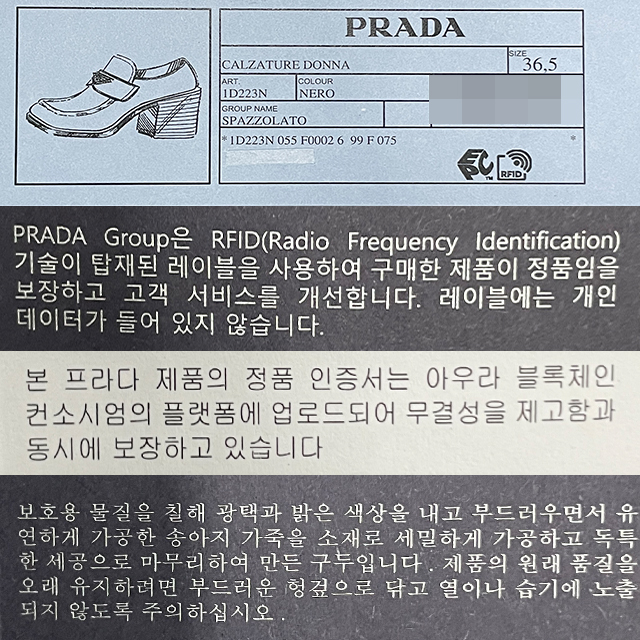 PRADA
CALZATURE DONNA
SIZE
36,5
ART.
1D223N
COLOUR
NERO
GROUP NAME
SPAZZOLATO
*1D223N 055 F0002 6 99 F 075 *
EPC™
RFID
PRADA Group은 RFID(Radio Frequency Identification)
기술이 탑재된 레이블을 사용하여 구매한 제품이 정품임을
보장하고 고객 서비스를 개선합니다. 레이블에는 개인
데이터가 들어 있지 않습니다.
본 프라다 제품의 정품 인증서는 아우라 블록체인
컨소시엄의 플랫폼에 업로드되어 무결성을 제고함과
동시에 보장하고 있습니다
보호용 물질을 칠해 광택과 밝은 색상을 내고 부드러우면서 유
연하게 가공한 송아지 가죽을 소재로 세밀하게 가공하고 독특
한 세공으로 마무리하여 만든 구두입니다. 제품의 원래 품질을
오래 유지하려면 부드러운 헝겊으로 닦고 열이나 습기에 노출
되지 않도록 주의하십시오.